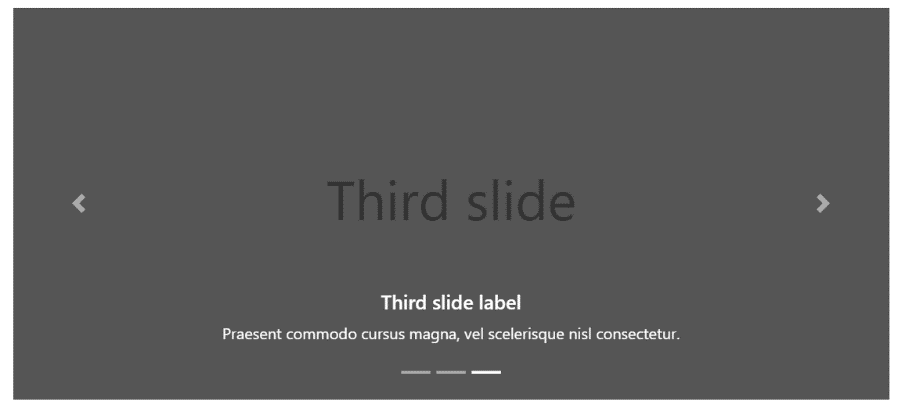 Third slide
Third slide label
Praesent commodo cursus magna, vel scelerisque nisl consectetur.